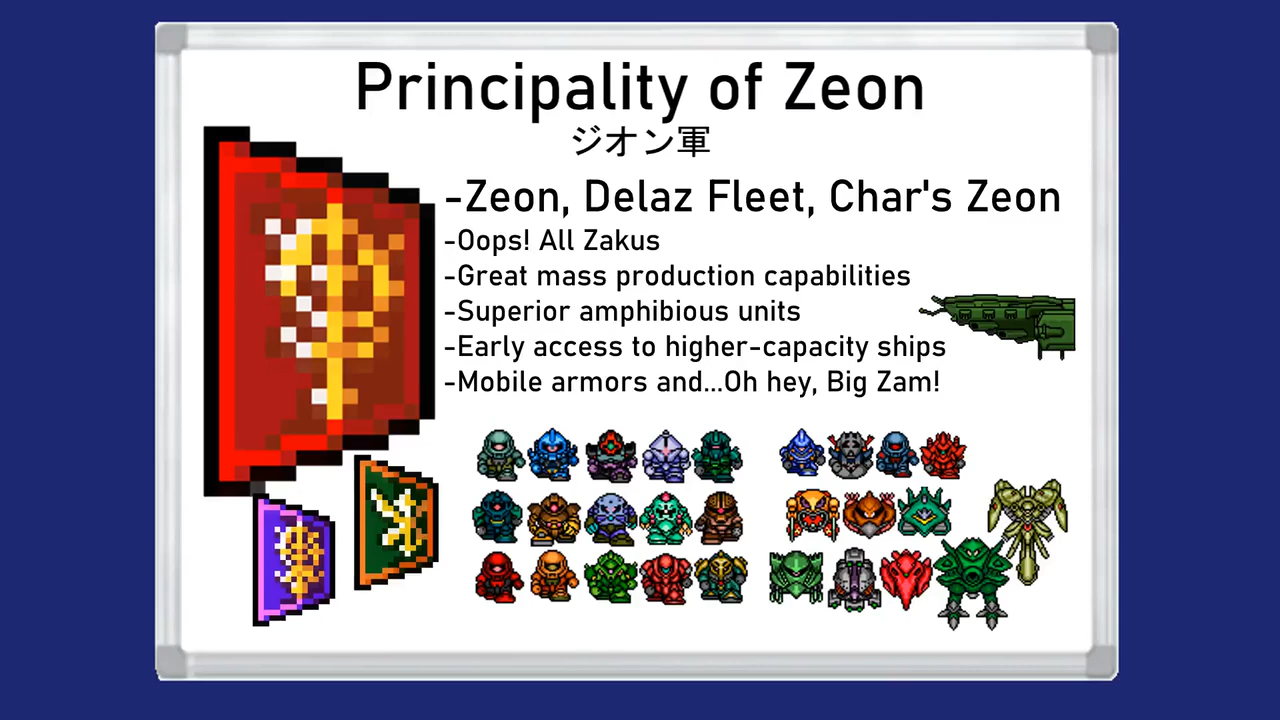 Principality of Zeon
ジオン軍
-Zeon, Delaz Fleet, Char's Zeon
-Oops! All Zakus
-Great mass production capabilities
-Superior amphibious units
-Early access to higher-capacity ships
-Mobile armors and...Oh hey, Big Zam!